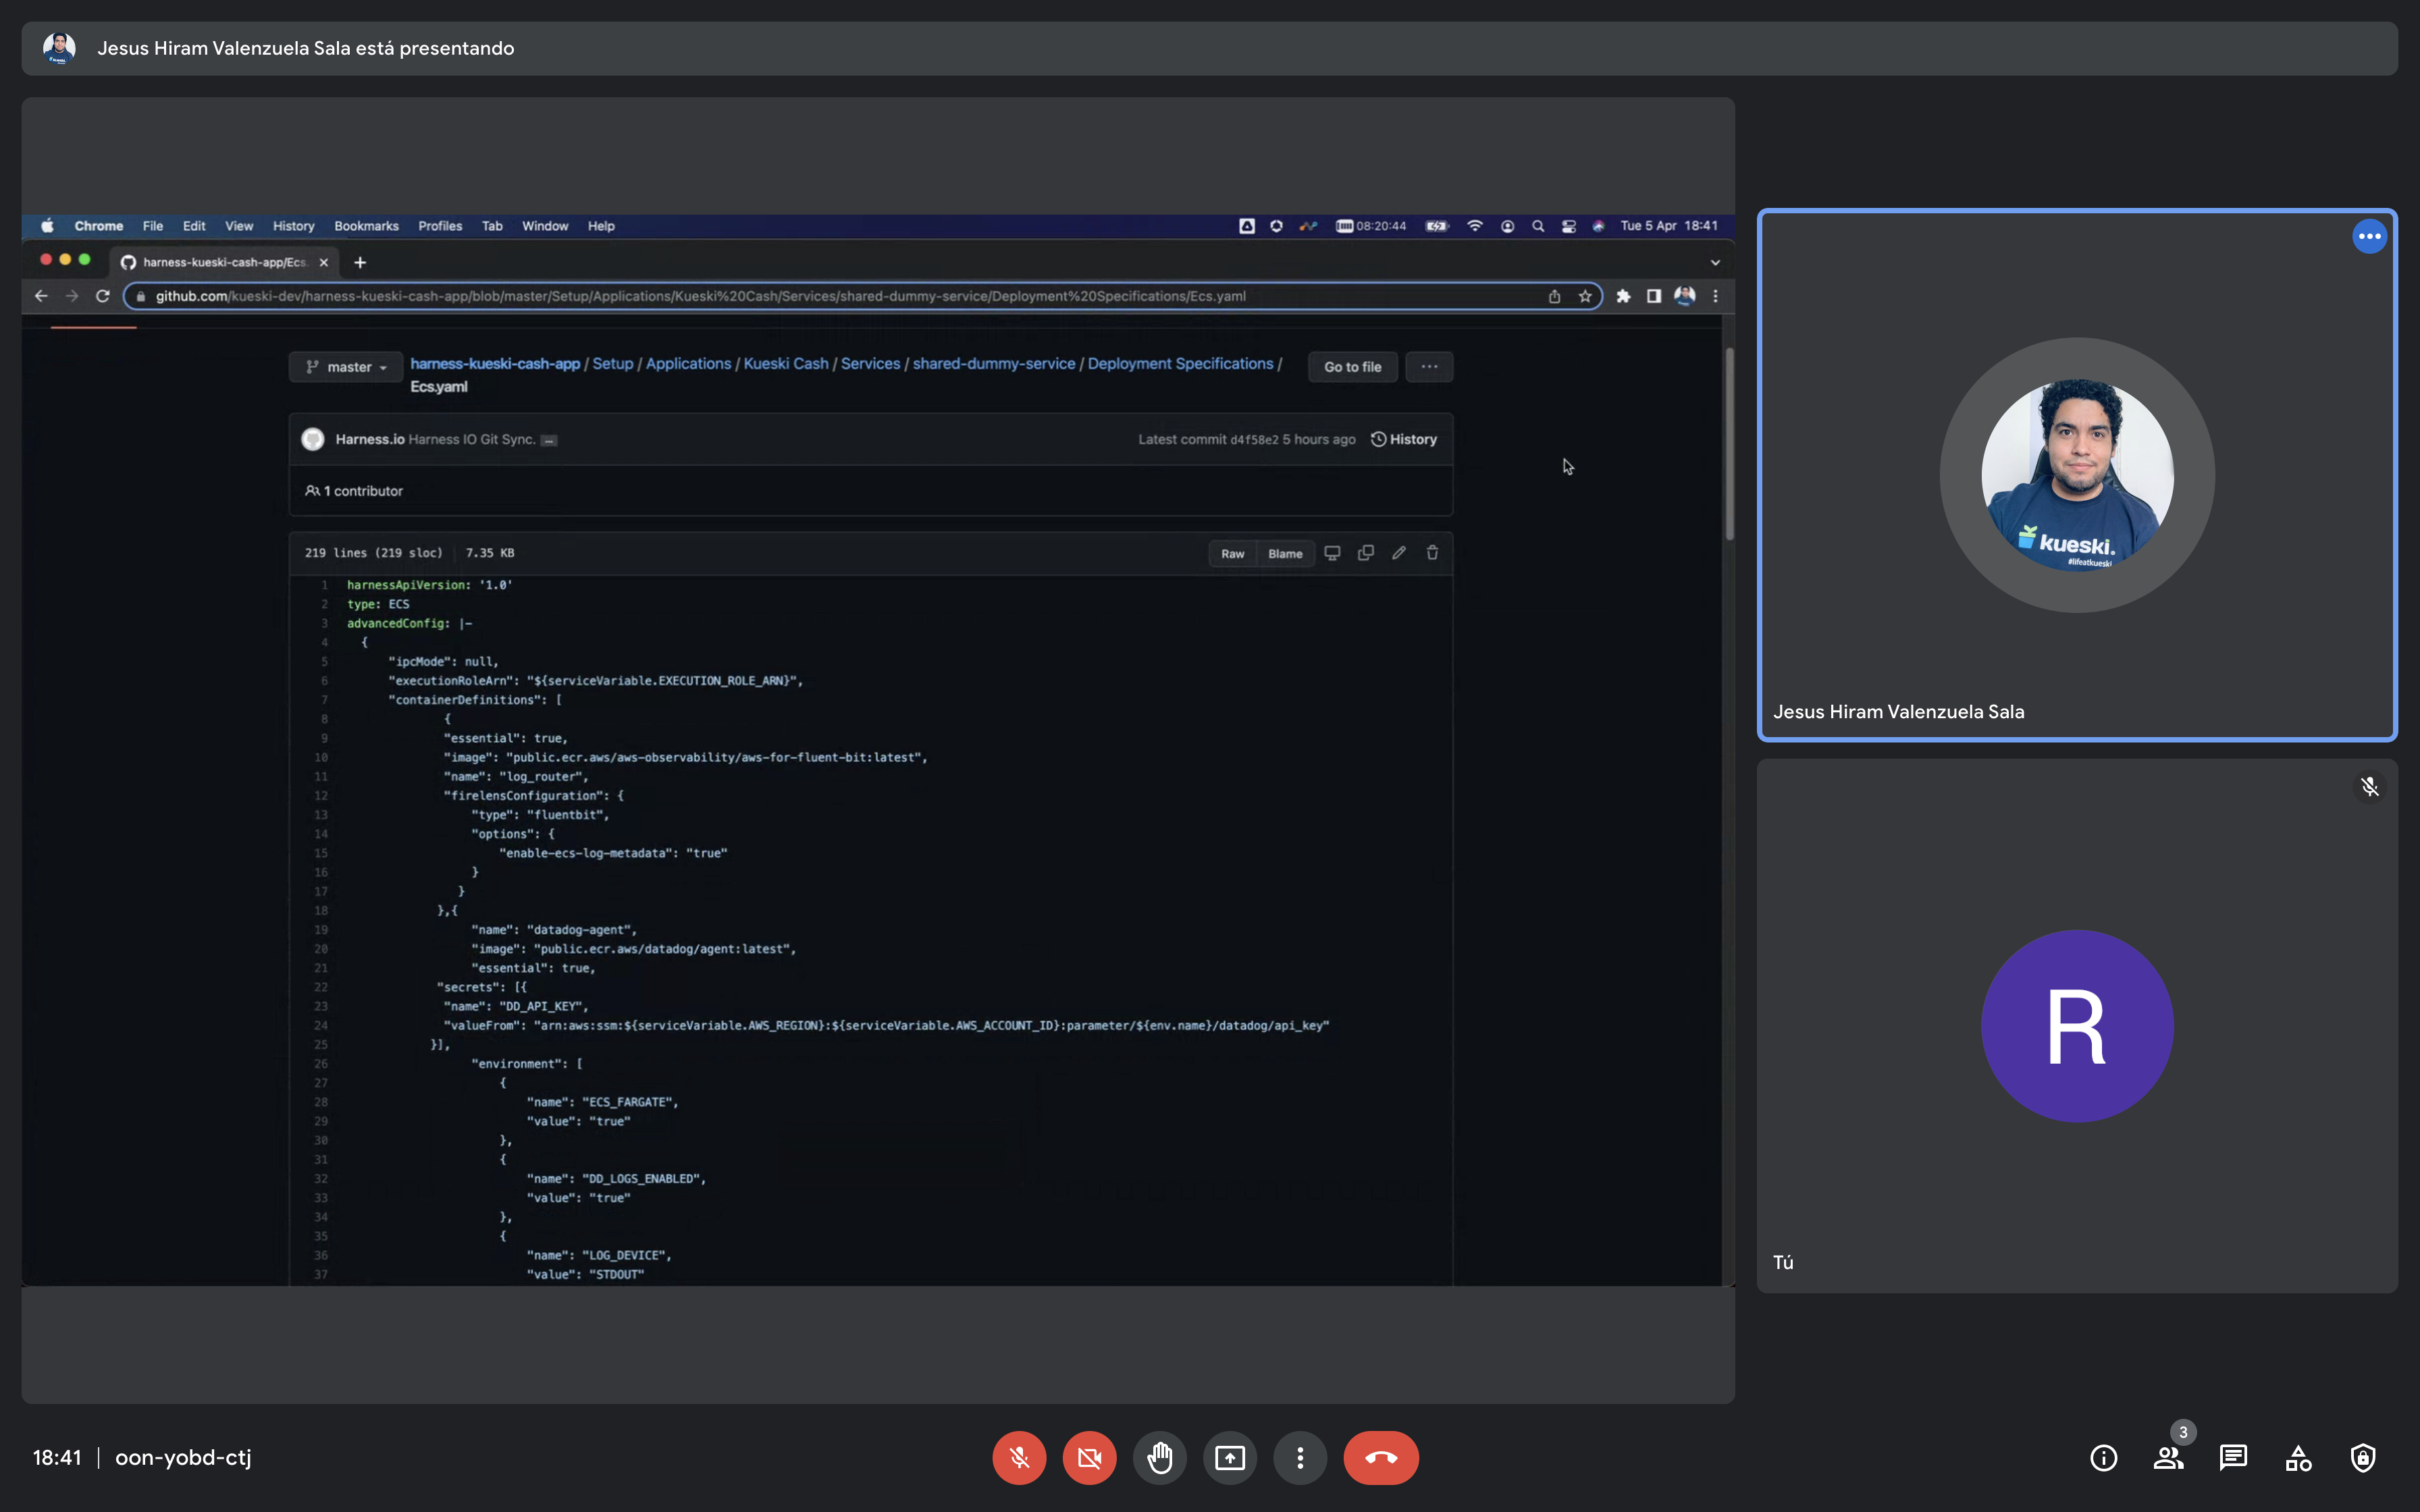 Jesus Hiram Valenzuela Sala está presentando
Chrome File Edit View History Bookmarks Profiles Tab Window Help 08:20:44 Tue 5 Apr 18:41
harness-kueski-cash-app/Ecs.
github.com/kueski-dev/harness-kueski-cash-app/blob/master/Setup/Applications/Kueski%20Cash/Services/shared-dummy-service/Deployment%20Specifications/Ecs.yaml
master harness-kueski-cash-app / Setup / Applications / Kueski Cash / Services / shared-dummy-service / Deployment Specifications / Go to file ...
Ecs.yaml
Harness.io Harness IO Git Sync. ... Latest commit d4f58e2 5 hours ago History
1 contributor
219 lines (219 sloc) 7.35 KB Raw Blame
1 harnessApiVersion: '1.0'
2 type: ECS
3 advancedConfig: |-
4 {
5 "ipcMode": null,
6 "executionRoleArn": "${serviceVariable.EXECUTION_ROLE_ARN}",
7 "containerDefinitions": [
8 {
9 "essential": true,
10 "image": "public.ecr.aws/aws-observability/aws-for-fluent-bit:latest",
11 "name": "log_router",
12 "firelensConfiguration": {
13 "type": "fluentbit",
14 "options": {
15 "enable-ecs-log-metadata": "true"
16 }
17 }
18 },{
19 "name": "datadog-agent",
20 "image": "public.ecr.aws/datadog/agent:latest",
21 "essential": true,
22 "secrets": [{
23 "name": "DD_API_KEY",
24 "valueFrom": "arn:aws:ssm:${serviceVariable.AWS_REGION}:${serviceVariable.AWS_ACCOUNT_ID}:parameter/${env.name}/datadog/api_key"
25 }],
26 "environment": [
27 {
28 "name": "ECS_FARGATE",
29 "value": "true"
30 },
31 {
32 "name": "DD_LOGS_ENABLED",
33 "value": "true"
34 },
35 {
36 "name": "LOG_DEVICE",
37 "value": "STDOUT"
kueski.
#lifeatkueski
Jesus Hiram Valenzuela Sala
R
Tú
18:41 | oon-yobd-ctj
3